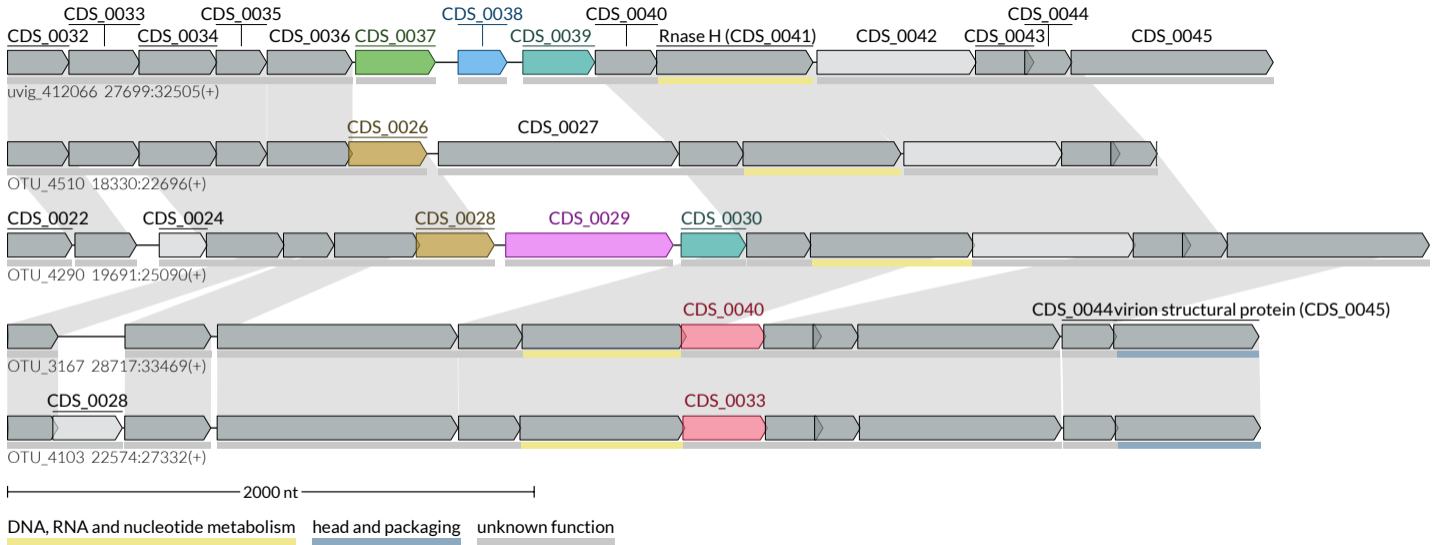 CDS_0033 CDS_0035 CDS_0038 CDS_0040 CDS_0044
CDS_0032 CDS_0034 CDS_0036 CDS_0037 CDS_0039 Rnase H (CDS_0041) CDS_0042 CDS_0043 CDS_0045
uvig_412066 27699:32505(+)
CDS_0026 CDS_0027
OTU_4510 18330:22696(+)
CDS_0022 CDS_0024 CDS_0028 CDS_0029 CDS_0030
OTU_4290 19691:25090(+)
CDS_0040 CDS_0044 virion structural protein (CDS_0045)
OTU_3167 28717:33469(+)
CDS_0028 CDS_0033
OTU_4103 22574:27332(+)
2000 nt
DNA, RNA and nucleotide metabolism head and packaging unknown function